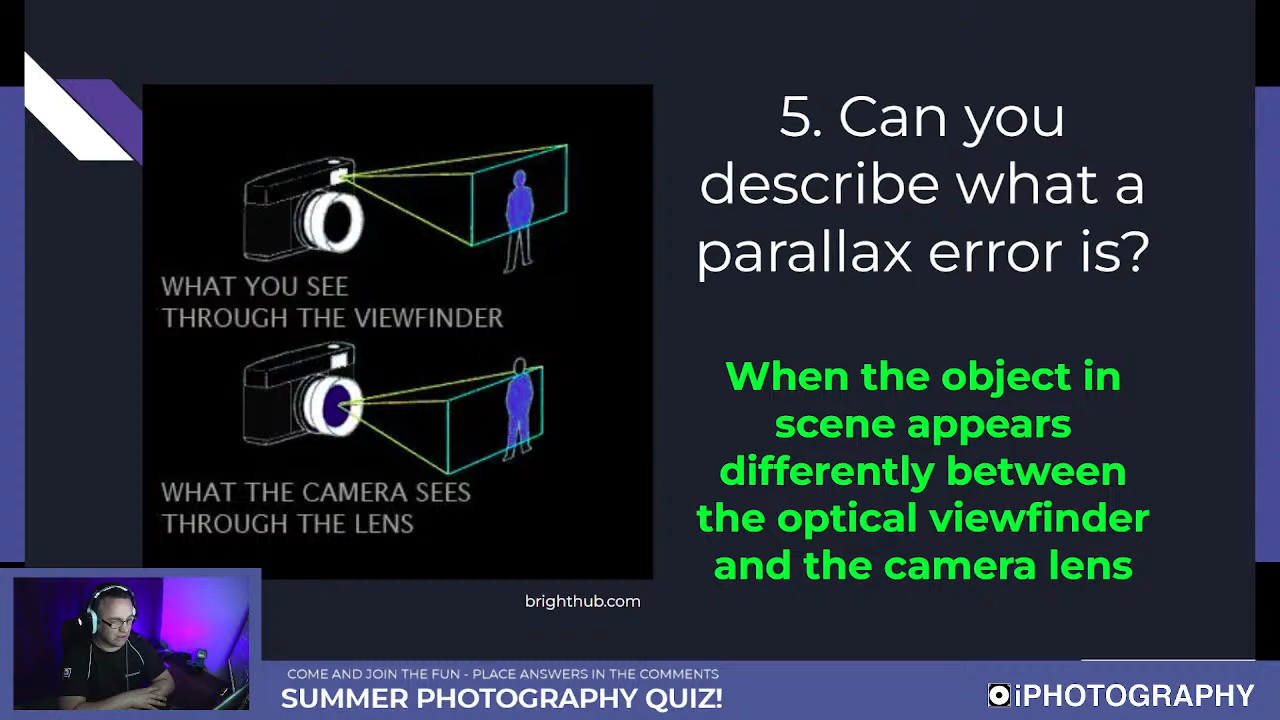 5. Can you
describe what a
parallax error is?
WHAT YOU SEE
THROUGH THE VIEWFINDER
WHAT THE CAMERA SEES
THROUGH THE LENS
When the object in
scene appears
differently between
the optical viewfinder
and the camera lens
brighthub.com
COME AND JOIN THE FUN - PLACE ANSWERS IN THE COMMENTS
SUMMER PHOTOGRAPHY QUIZ!
iPHOTOGRAPHY